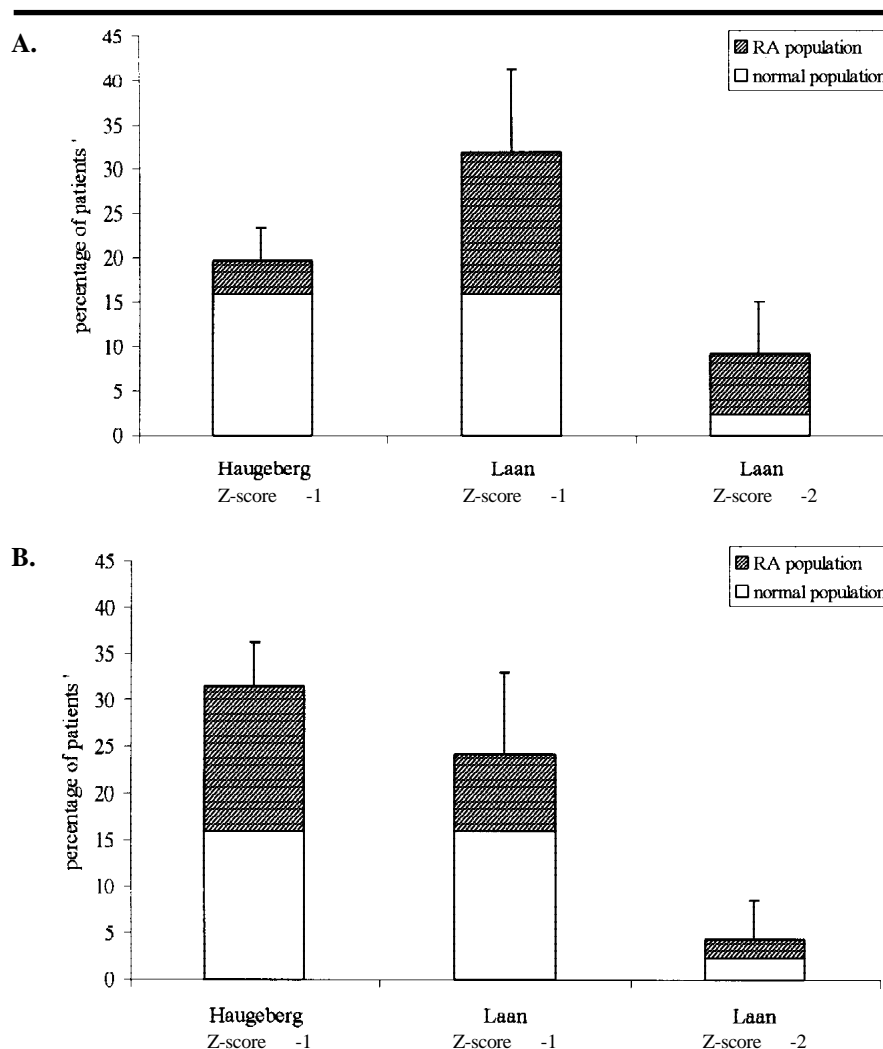 A.
45
40
35
30
25
20
15
10
5
0
percentage of patients '
RA population
normal population
Haugeberg Laan Laan
Z-score -1 Z-score -1 Z-score -2
B.
45
40
35
30
25
20
15
10
5
0
percentage of patients '
RA population
normal population
Haugeberg Laan Laan
Z-score -1 Z-score -1 Z-score -2